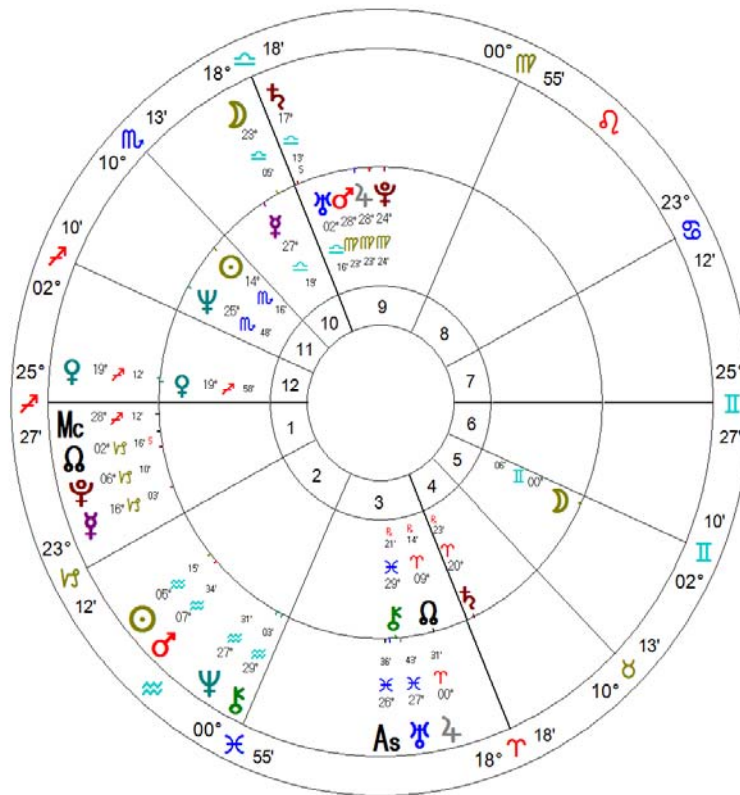 18° ♎ 18'
00° ♍ 55'
♌
13'
♏
10°
23°
♋
12'
10'
♐
02°
25°
♐
27'
25°
♊
27'
☽ 23° ♎ 05'
♄ 17° ♎ 13' S
☿ 27° ♎ 19'
♅ ♂ ♃ ♇
02° 28° 28° 24°
♎ ♍ ♍ ♍
16' 23' 23' 24'
☉ 14° ♏ 16'
♆ 25° ♏ 48'
♀ 19° ♐ 12'
♀ 19° ♐ 58'
Mc 28° ♐ 12'
☊ 02° ♑ 16' S
♇ 06° ♑ 10'
☿ 16° ♑ 03'
10 9 8
11 7
12 6
1 5
2 3 4
06° ♊ 00' ☽
10'
♊
02°
23°
♑
12'
☉ 06° ♒ 15'
♂ 07° ♒ 34'
♆ 27° ♒ 31'
⚷ 29° ♒ 03'
♒
℞ ℞ ℞
21' 14' 23'
♓ ♈ ♈
29° 09° 20°
⚷ ☊ ♄
36' 43' 31'
♓ ♓ ♈
26° 27° 00°
As ♅ ♃
13'
♉
10°
00° ♓ 55'
18° ♈ 18'